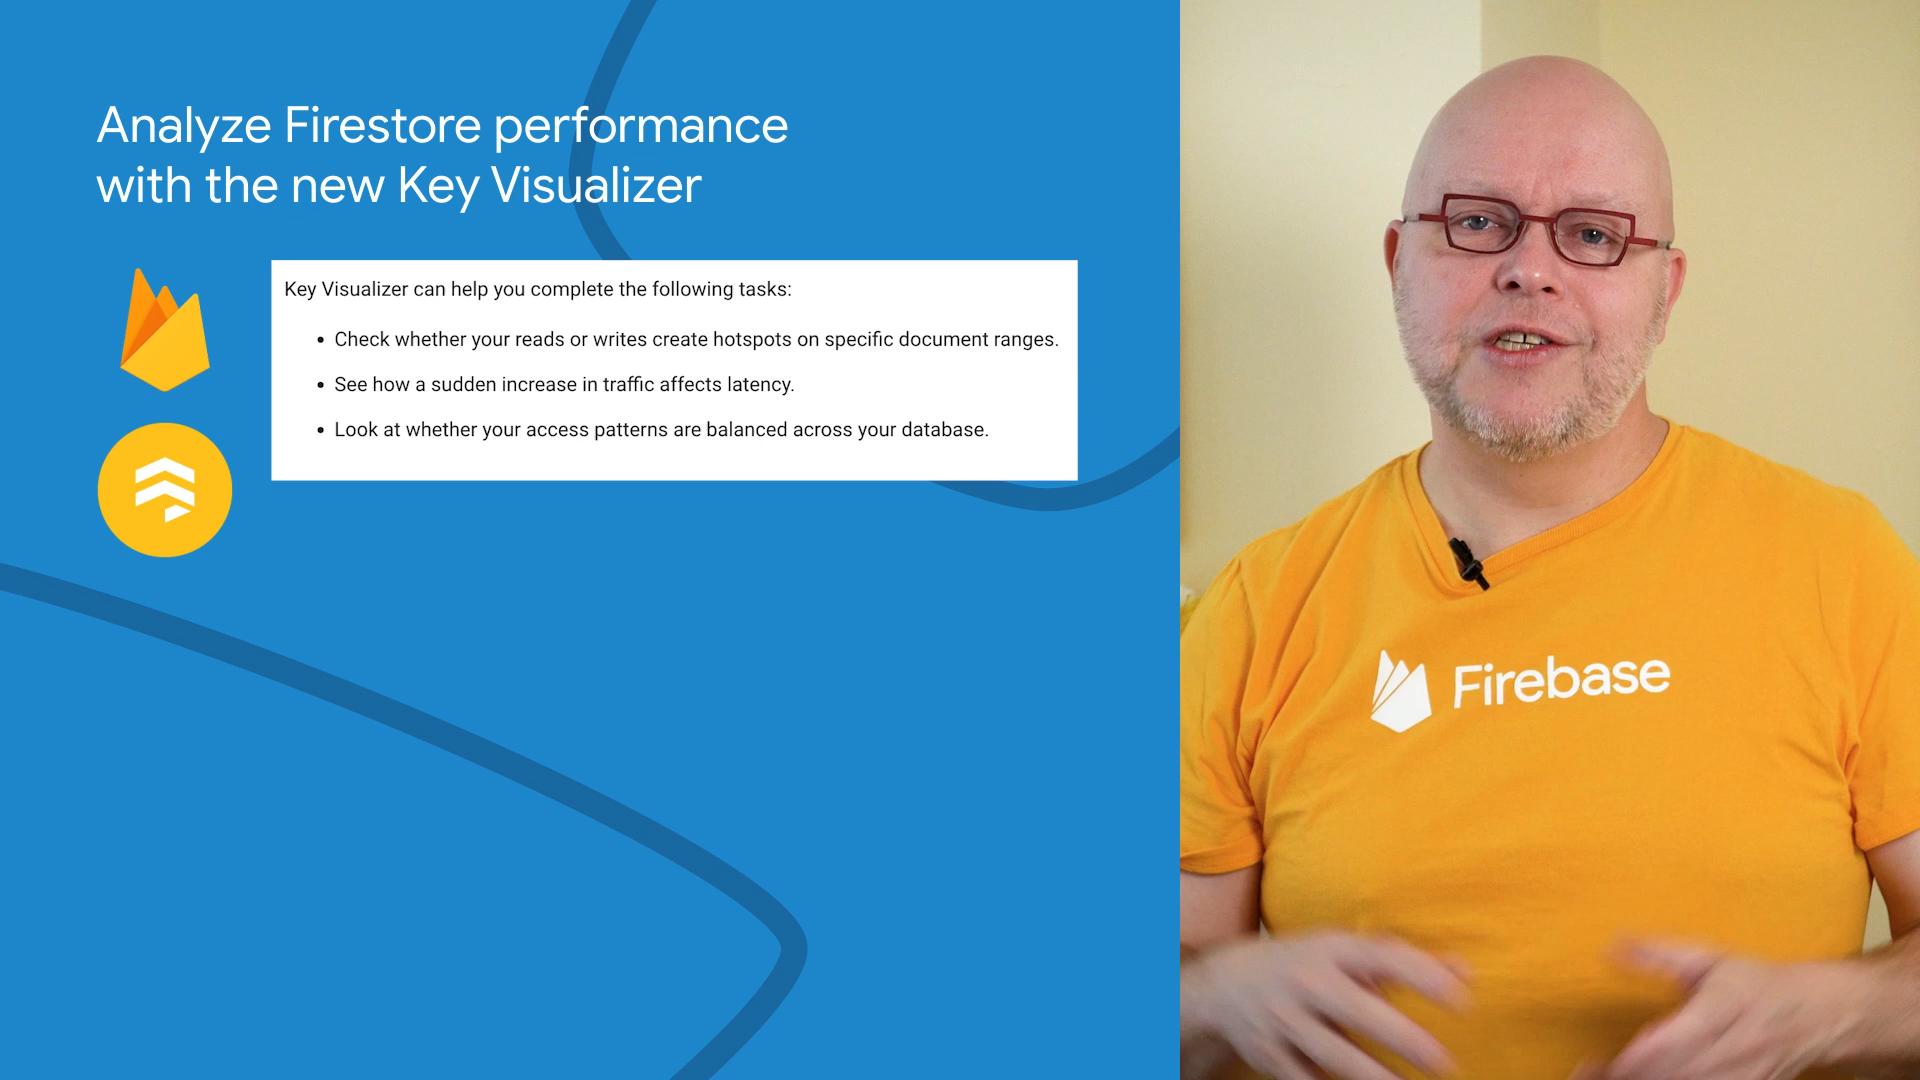 Analyze Firestore performance
with the new Key Visualizer
Key Visualizer can help you complete the following tasks:
• Check whether your reads or writes create hotspots on specific document ranges.
• See how a sudden increase in traffic affects latency.
• Look at whether your access patterns are balanced across your database.
Firebase